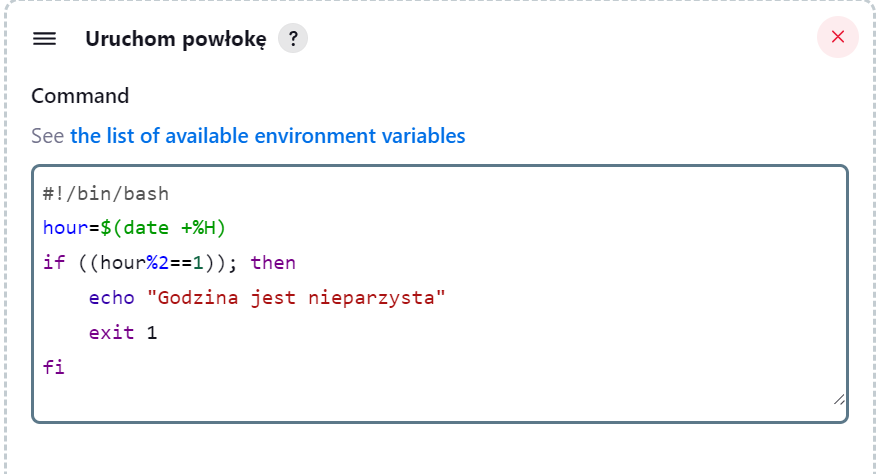 Uruchom powłokę ?
Command
See the list of available environment variables
#!/bin/bash
hour=$(date +%H)
if ((hour%2==1)); then
    echo "Godzina jest nieparzysta"
    exit 1
fi